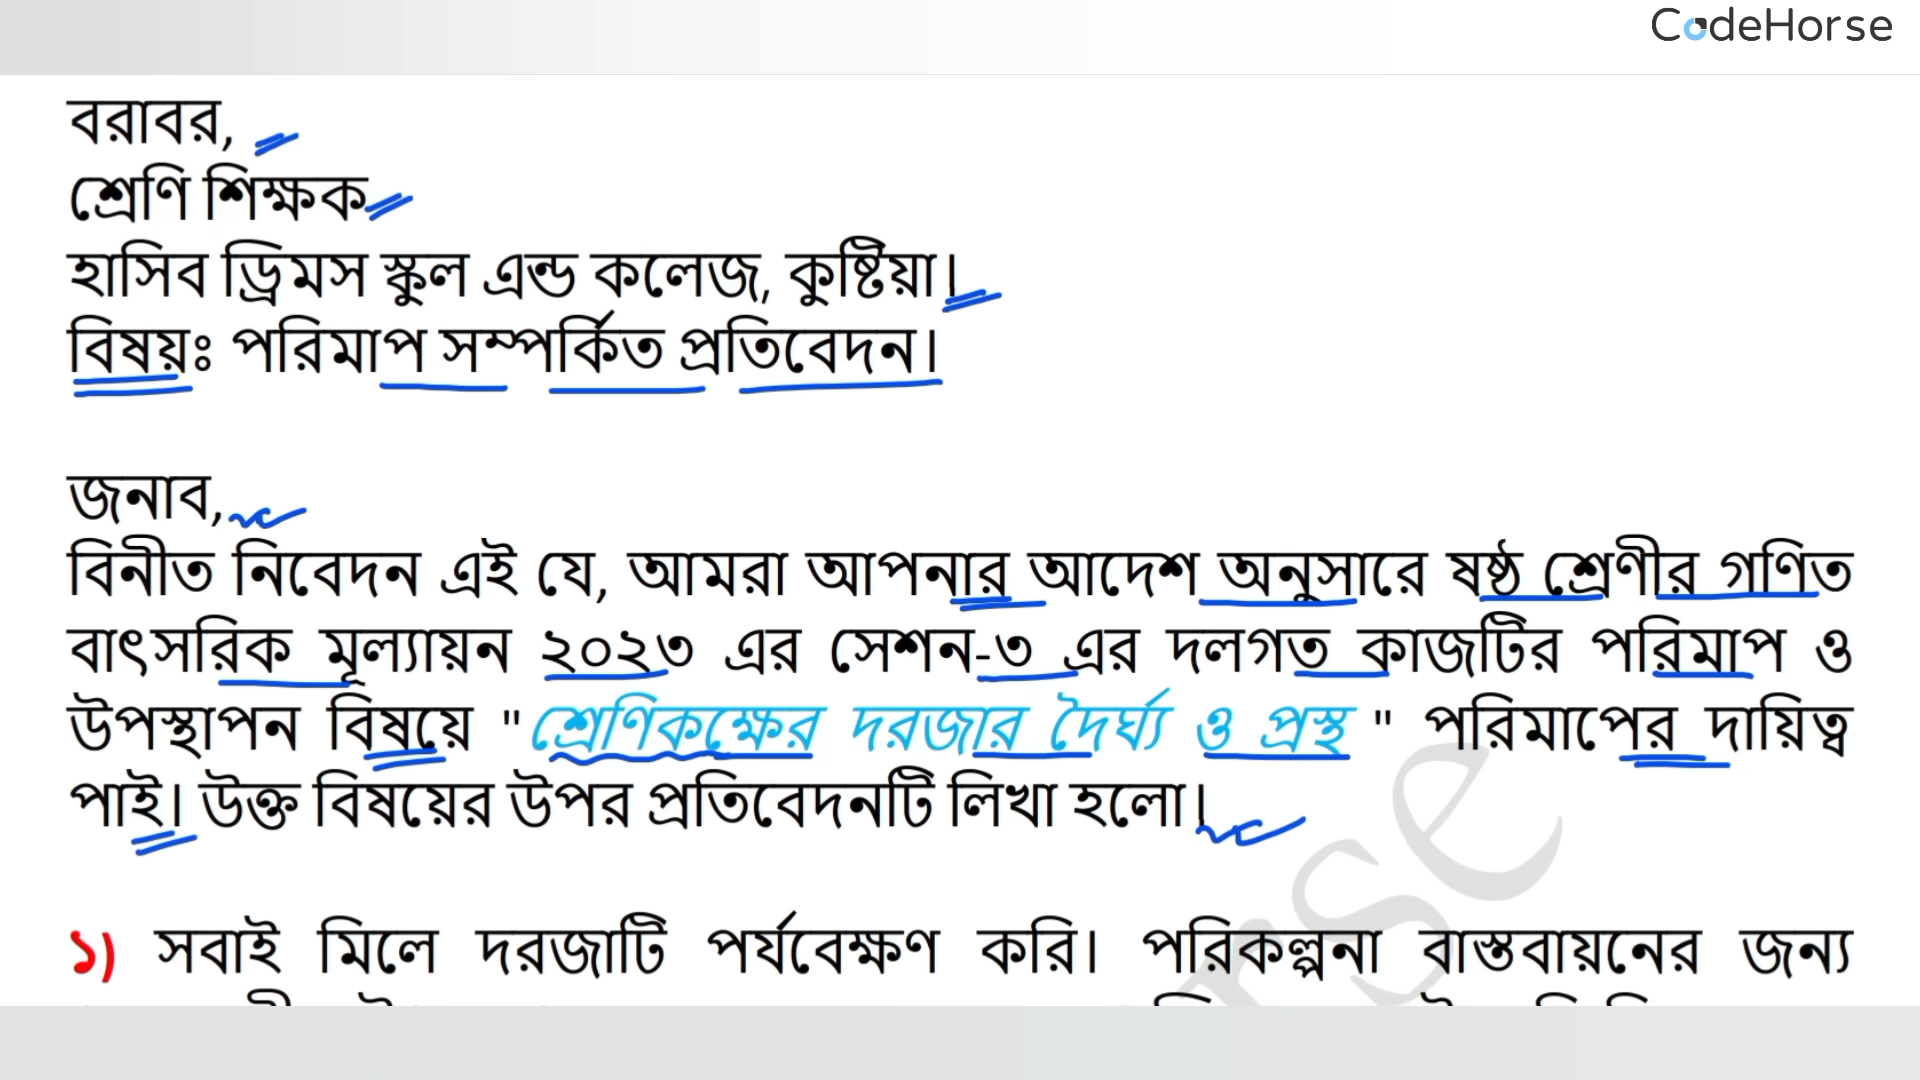 CodeHorse
বরাবর,
শ্রেণি শিক্ষক
হাসিব ড্রিমস স্কুল এন্ড কলেজ, কুষ্টিয়া।
বিষয়ঃ পরিমাপ সম্পর্কিত প্রতিবেদন।
জনাব,
বিনীত নিবেদন এই যে, আমরা আপনার আদেশ অনুসারে ষষ্ঠ শ্রেণীর গণিত
বাৎসরিক মূল্যায়ন ২০২৩ এর সেশন-৩ এর দলগত কাজটির পরিমাপ ও
উপস্থাপন বিষয়ে "শ্রেণিকক্ষের দরজার দৈর্ঘ্য ও প্রস্থ " পরিমাপের দায়িত্ব
পাই। উক্ত বিষয়ের উপর প্রতিবেদনটি লিখা হলো।
১) সবাই মিলে দরজাটি পর্যবেক্ষণ করি। পরিকল্পনা বাস্তবায়নের জন্য